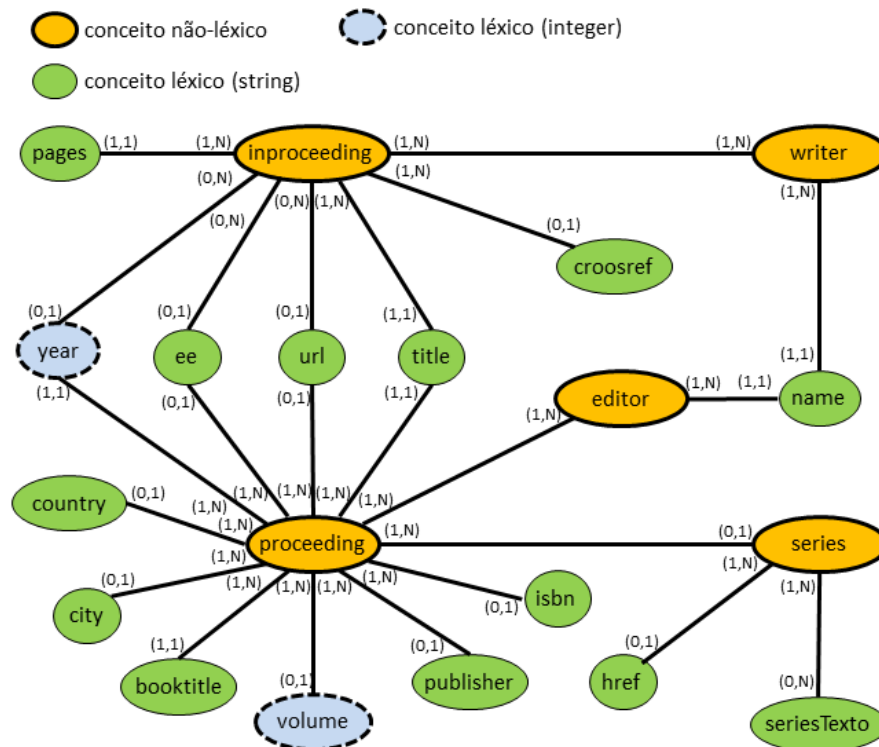 conceito não-léxico
conceito léxico (integer)
conceito léxico (string)
pages (1,1) (1,N) inproceeding (1,N) (1,N) writer
(0,N) (0,N) (0,N) (1,N) (1,N) (1,N)
(0,1)
croosref
(0,1) (0,1) (0,1) (1,1)
year ee url title
(1,1) (0,1) (0,1) (1,1) (1,1)
editor (1,N) (1,1) name
(1,N)
country (0,1)
(1,N) (1,N) (1,N) (1,N) (1,N)
(1,N)
proceeding (1,N) (0,1) series
(1,N) (1,N) (1,N) (1,N) (1,N) (1,N) (1,N)
(0,1) isbn
city (0,1)
(1,1) (0,1) (0,1) (0,1)
booktitle publisher href
(0,1) (0,N)
volume seriesTexto